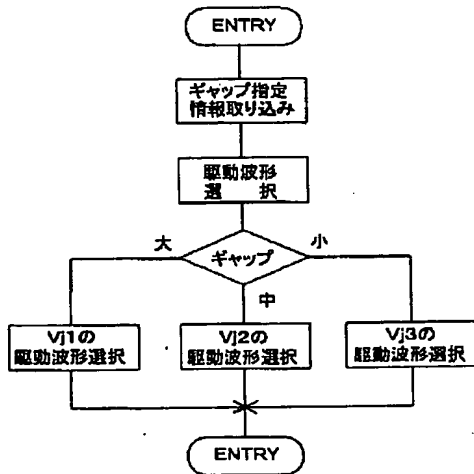 ENTRY
ギャップ指定
情報取り込み
駆動波形
選 択
大
ギャップ
小
中
Vj1の
駆動波形選択
Vj2の
駆動波形選択
Vj3の
駆動波形選択
ENTRY